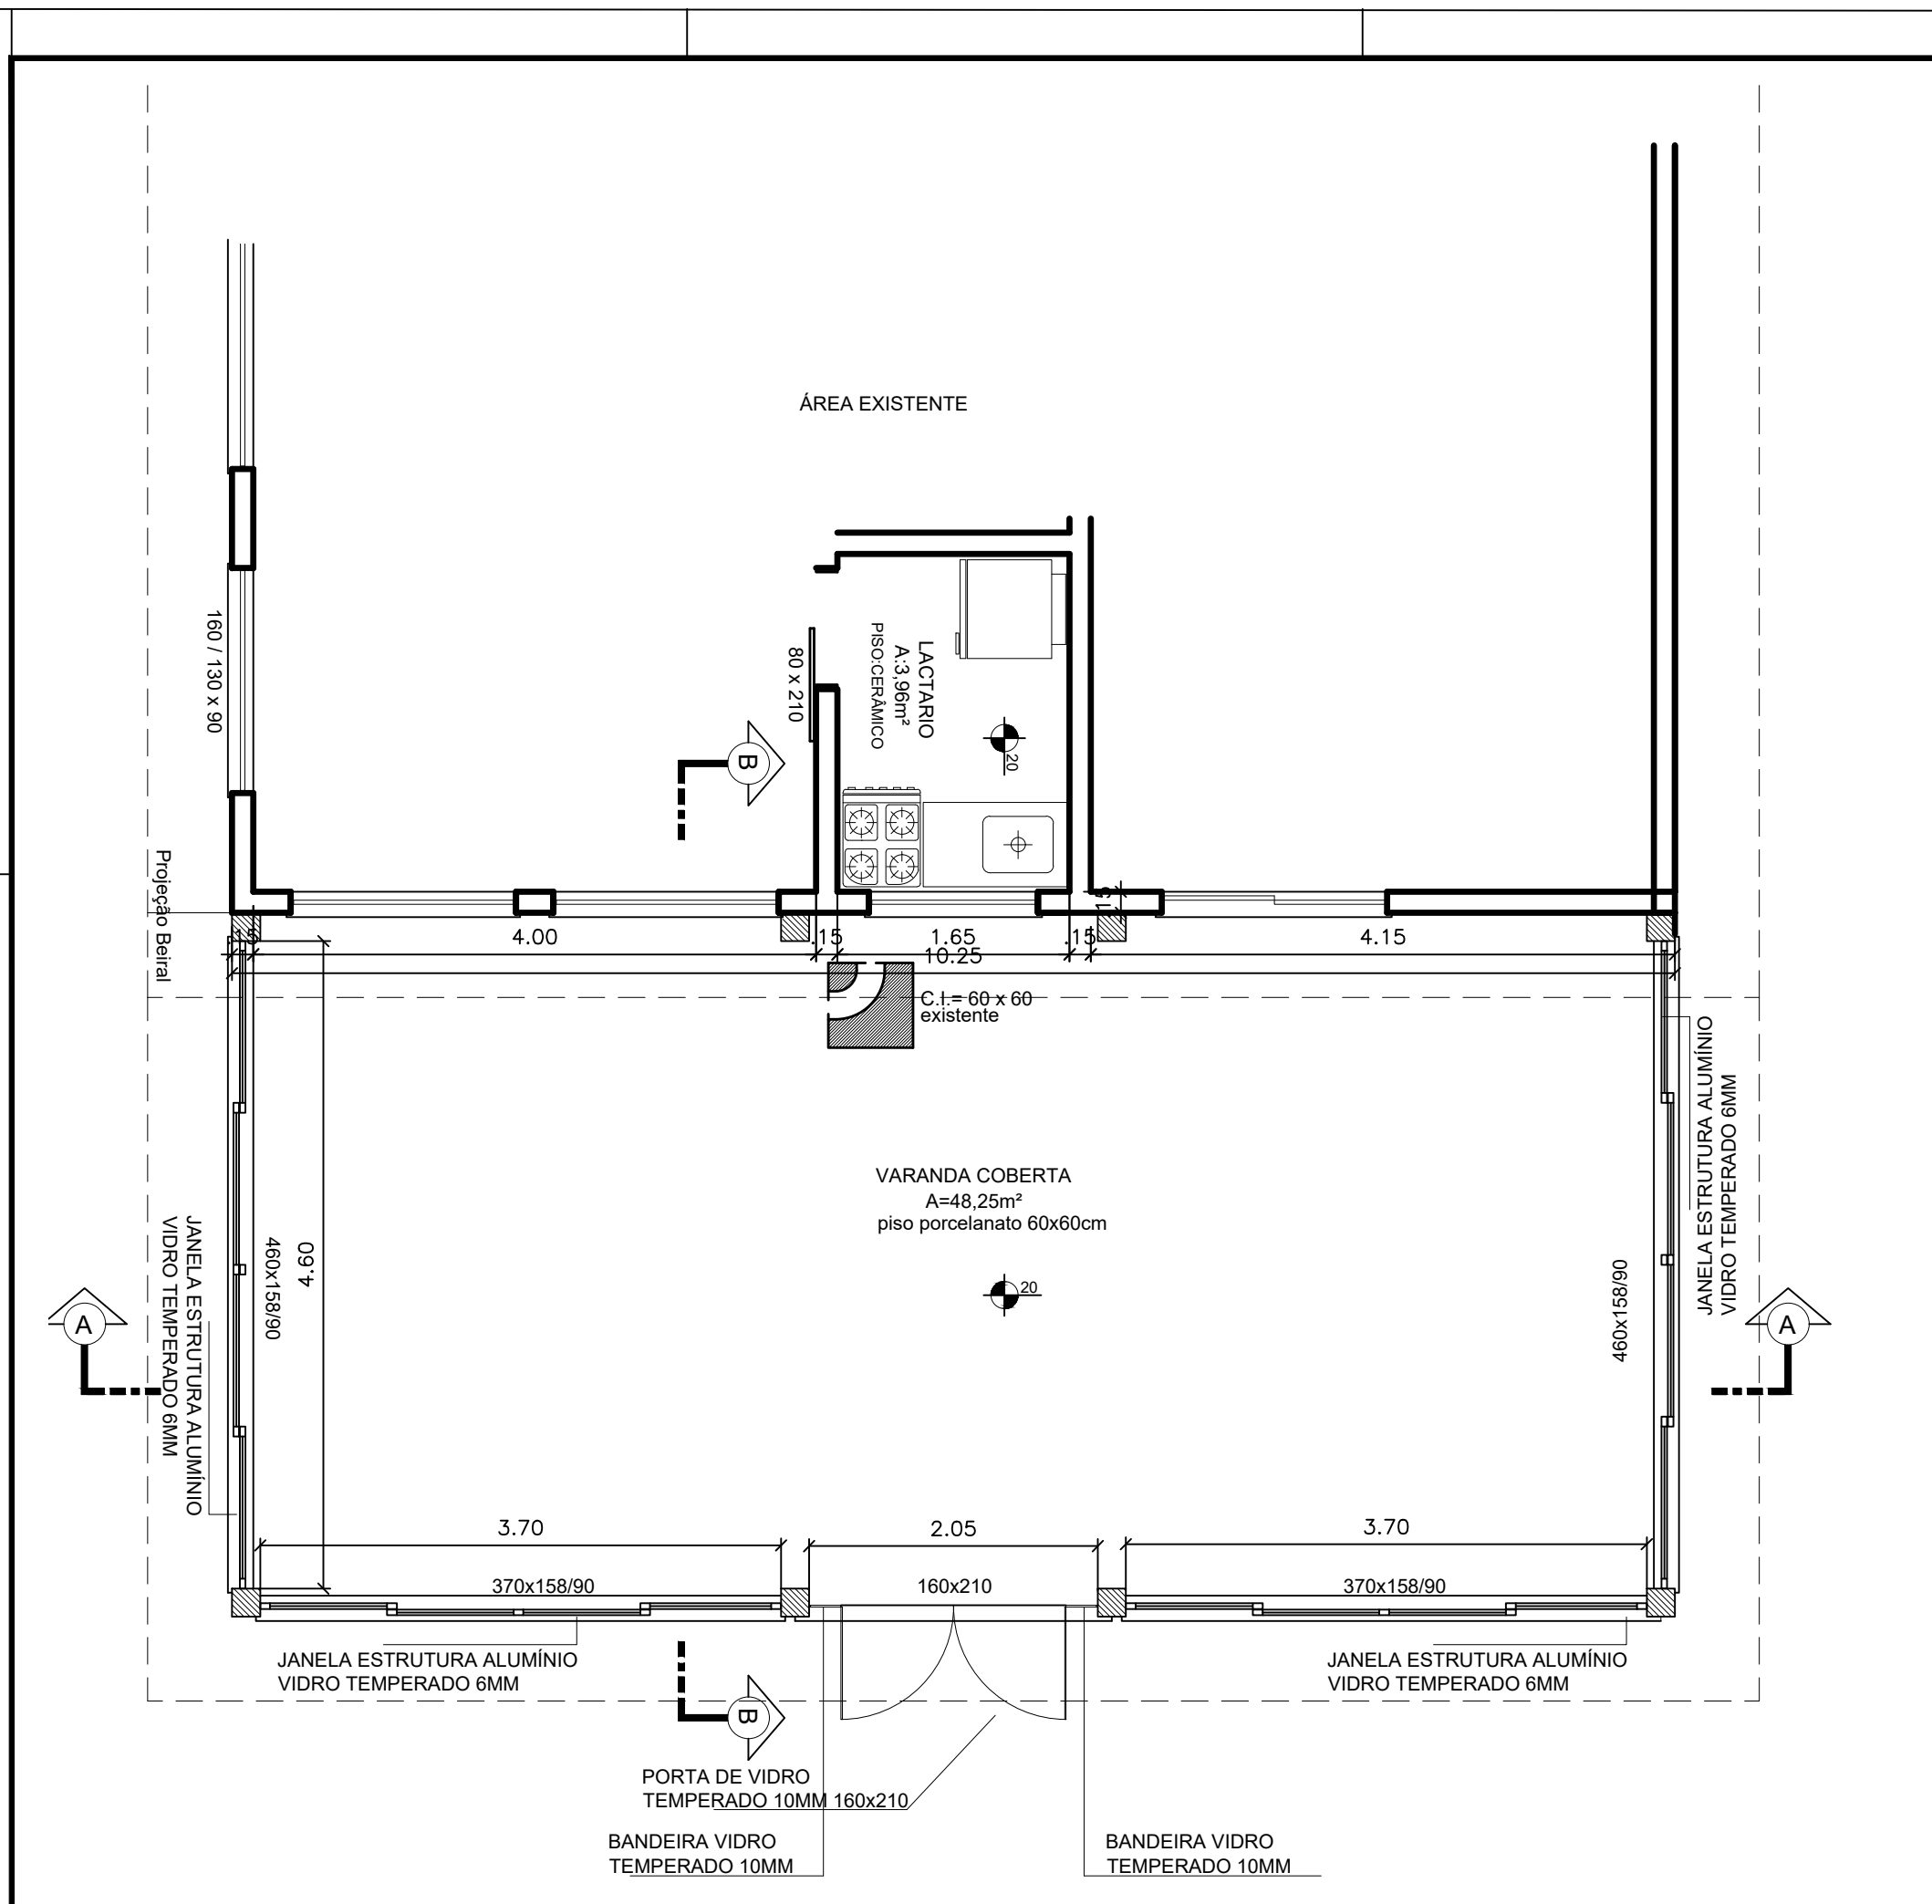 ÁREA EXISTENTE
160 / 130 x 90
80 x 210
LACTARIO
A:3,96m²
PISO:CERÂMICO
20
B
Projeção Beiral
.15
4.00
.15
1.65
.15
4.15
.15
10.25
C.I.= 60 x 60
existente
JANELA ESTRUTURA ALUMÍNIO
VIDRO TEMPERADO 6MM
VARANDA COBERTA
A=48,25m²
piso porcelanato 60x60cm
20
JANELA ESTRUTURA ALUMÍNIO
VIDRO TEMPERADO 6MM
460x158/90
4.60
460x158/90
A
A
3.70
2.05
3.70
370x158/90
160x210
370x158/90
JANELA ESTRUTURA ALUMÍNIO
VIDRO TEMPERADO 6MM
JANELA ESTRUTURA ALUMÍNIO
VIDRO TEMPERADO 6MM
B
PORTA DE VIDRO
TEMPERADO 10MM 160x210
BANDEIRA VIDRO
TEMPERADO 10MM
BANDEIRA VIDRO
TEMPERADO 10MM